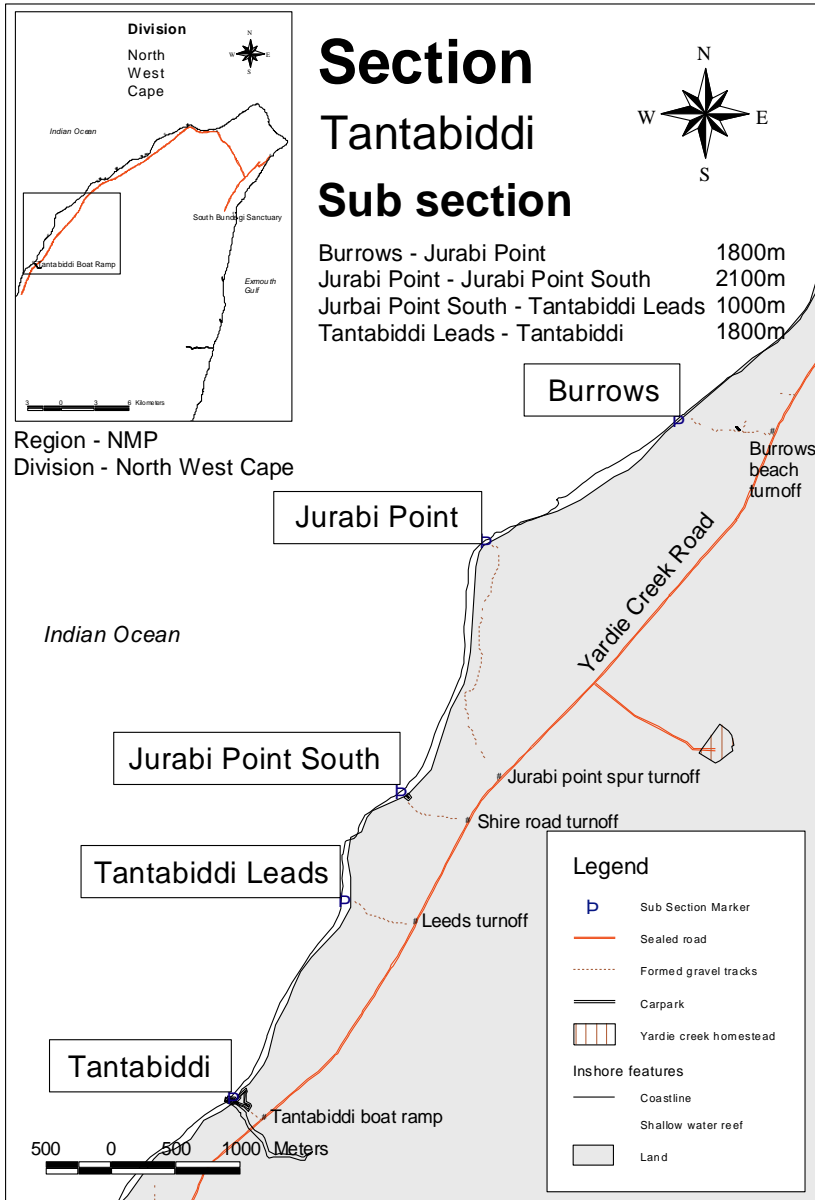 Division
North
West
Cape
N
W
E
S
Indian Ocean
South Bundegi Sanctuary
Tantabiddi Boat Ramp
Exmouth
Gulf
3 0 3 6 Kilometers
Region - NMP
Division - North West Cape
Section
Tantabiddi
N
W
E
S
Sub section
Burrows - Jurabi Point 1800m
Jurabi Point - Jurabi Point South 2100m
Jurbai Point South - Tantabiddi Leads 1000m
Tantabiddi Leads - Tantabiddi 1800m
Burrows
Burrows
beach
turnoff
Jurabi Point
Yardie Creek Road
Indian Ocean
Jurabi Point South
Jurabi point spur turnoff
Shire road turnoff
Tantabiddi Leads
Leeds turnoff
Tantabiddi
Tantabiddi boat ramp
500 0 500 1000 Meters
Legend
Sub Section Marker
Sealed road
Formed gravel tracks
Carpark
Yardie creek homestead
Inshore features
Coastline
Shallow water reef
Land